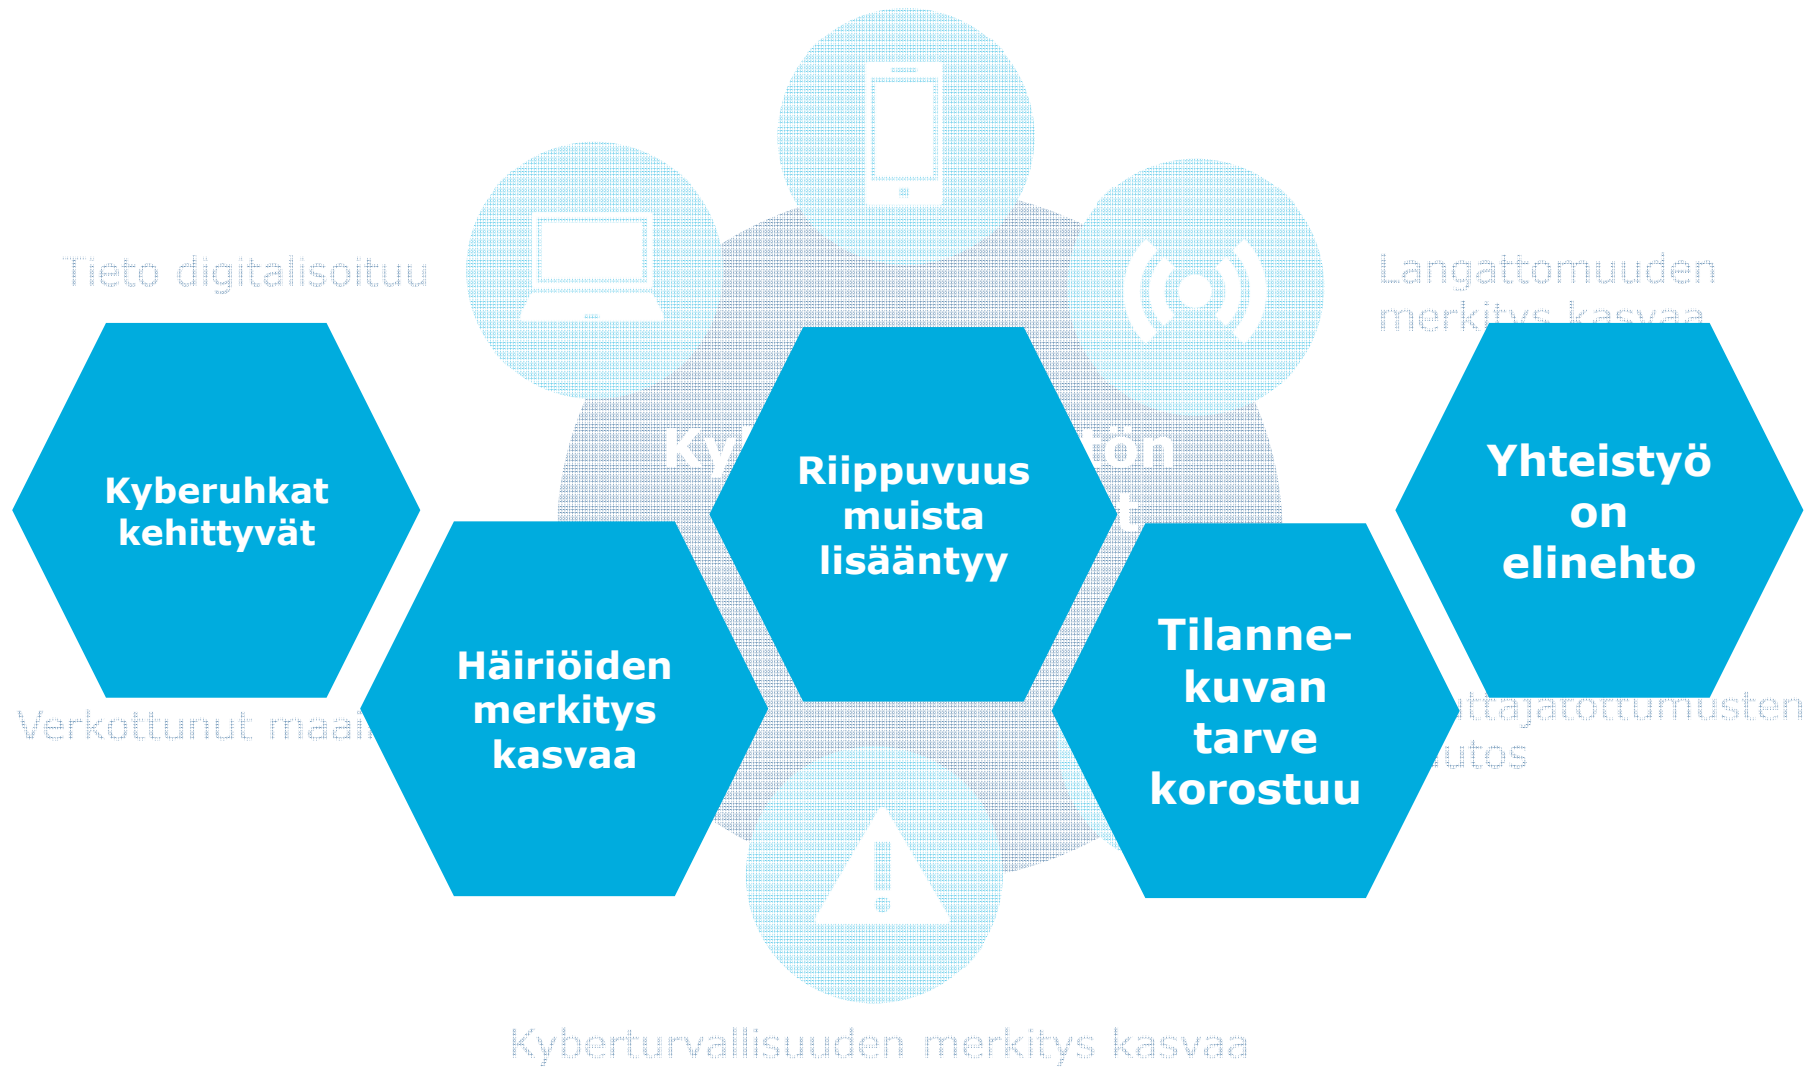 Tieto digitalisoituu
Langattomuuden
merkitys kasvaa
Kyberuhkat
kehittyvät
Häiriöiden
merkitys
kasvaa
Riippuvuus
muista
lisääntyy
Tilanne-
kuvan
tarve
korostuu
Yhteistyö
on
elinehto
Verkottunut
Kyberturvallisuuden merkitys kasvaa